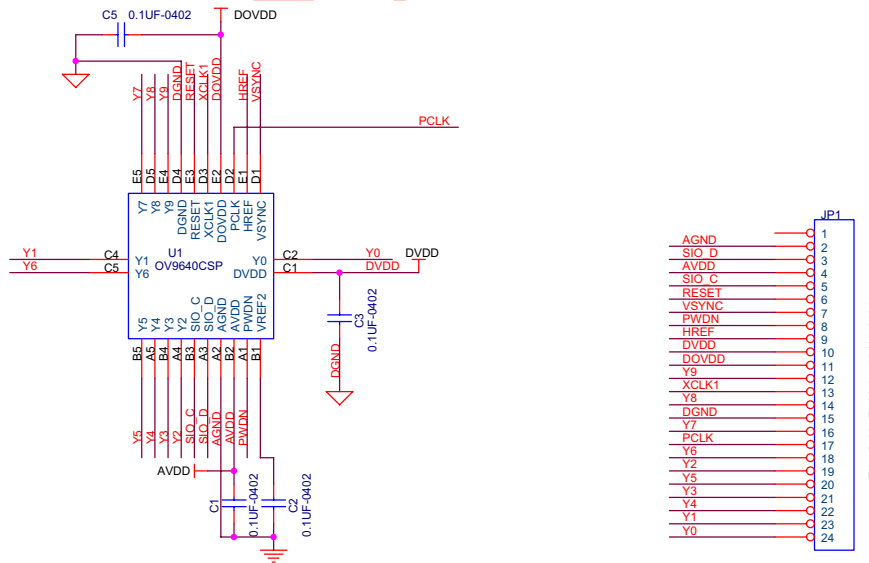 C5 0.1UF-0402
DOVDD
Y7
Y8
Y9
DGND
RESET
XCLK1
DOVDD
HREF
VSYNC
PCLK
E5
D5
E4
D4
E3
D3
E2
D2
E1
D1
Y7
Y8
Y9
DGND
RESET
XCLK1
DOVDD
PCLK
HREF
VSYNC
Y1 C4 Y1
Y6 C5 Y6
U1
OV9640CSP
Y0 C2 Y0
DVDD C1 DVDD
DVDD
C3
0.1UF-0402
DGND
Y5
Y4
Y3
Y2
SIO_C
SIO_D
AGND
AVDD
PWDN
VREF2
B5
A5
B4
A4
B3
A3
A2
B2
A1
B1
Y5
Y4
Y3
Y2
SIO_C
SIO_D
AGND
AVDD
PWDN
AVDD
C1
0.1UF-0402
C2
0.1UF-0402
JP1
1
AGND 2
SIO_D 3
AVDD 4
SIO_C 5
RESET 6
VSYNC 7
PWDN 8
HREF 9
DVDD 10
DOVDD 11
Y9 12
XCLK1 13
Y8 14
DGND 15
Y7 16
PCLK 17
Y6 18
Y2 19
Y5 20
Y3 21
Y4 22
Y1 23
Y0 24